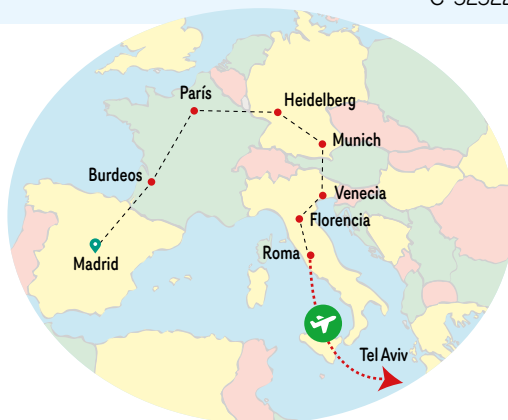 París
Heidelberg
Munich
Burdeos
Venecia
Florencia
Roma
Madrid
Tel Aviv